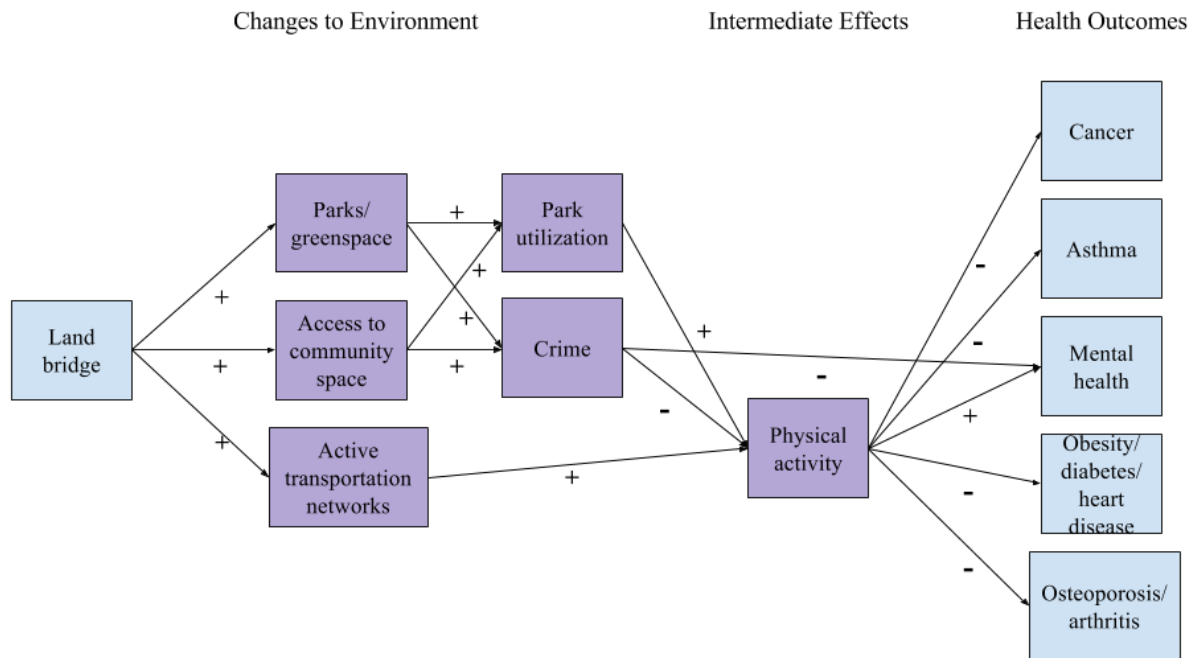 Changes to Environment
Intermediate Effects
Health Outcomes
Cancer
Parks/
greenspace
+
Park
utilization
Asthma
+
-
+
+
Land
bridge
+
Access to
community
space
+
Crime
+
-
Mental
health
-
-
+
+
Active
transportation
networks
+
Physical
activity
Obesity/
diabetes/
heart
disease
-
-
Osteoporosis/
arthritis